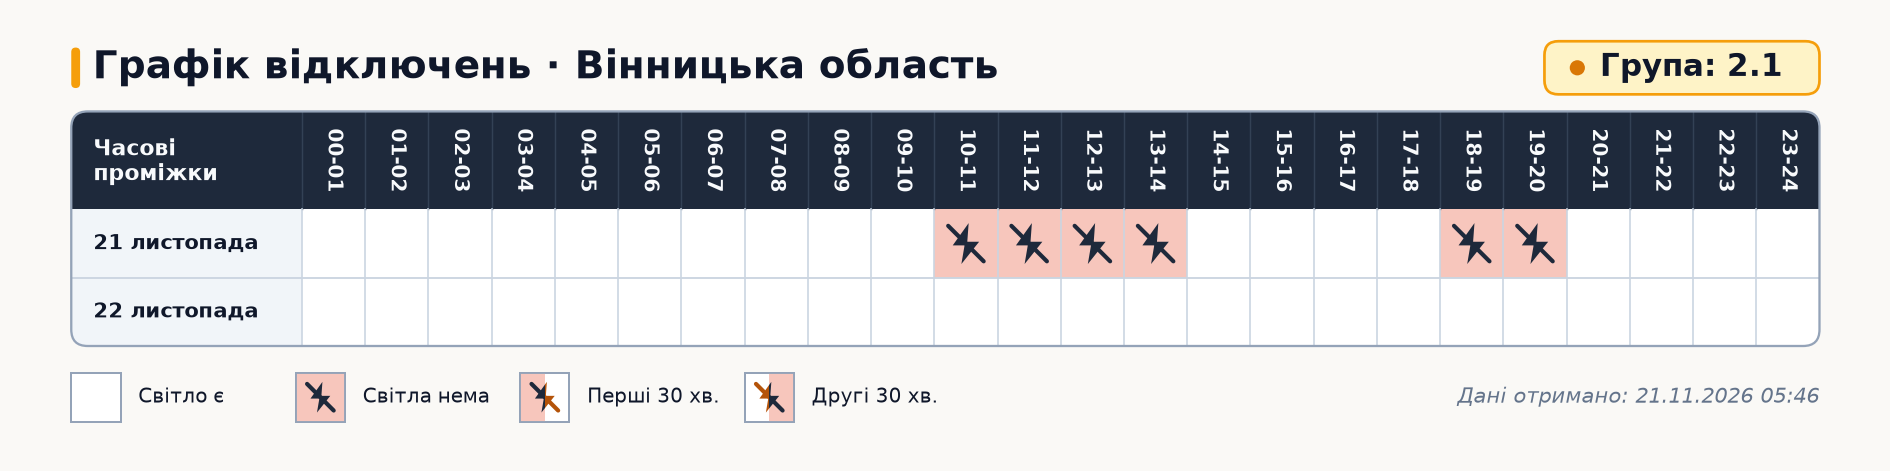 Графік відключень · Вінницька область
Група: 2.1
Часові
проміжки
00-01
01-02
02-03
03-04
04-05
05-06
06-07
07-08
08-09
09-10
10-11
11-12
12-13
13-14
14-15
15-16
16-17
17-18
18-19
19-20
20-21
21-22
22-23
23-24
21 листопада
22 листопада
Світло є
Світла нема
Перші 30 хв.
Другі 30 хв.
Дані отримано: 21.11.2026 05:46